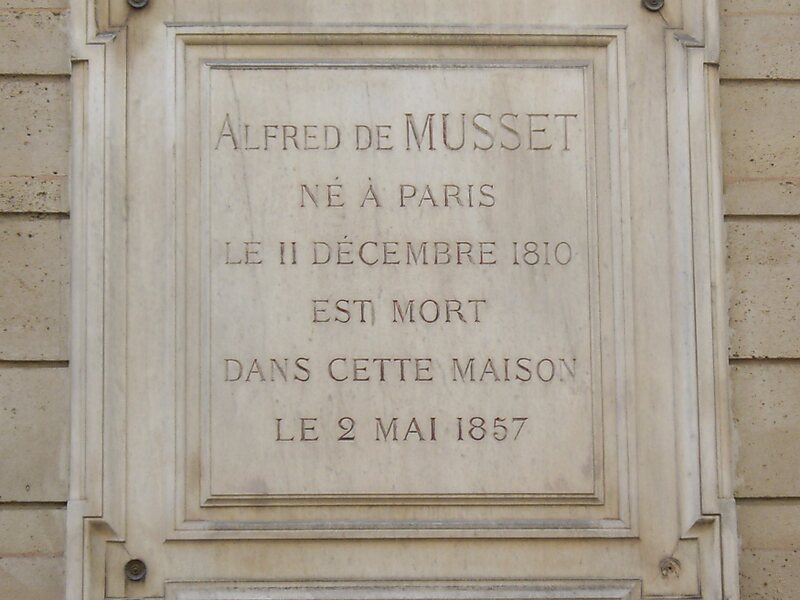 ALFRED DE MUSSET
NÉ À PARIS
LE 11 DÉCEMBRE 1810
EST MORT
DANS CETTE MAISON
LE 2 MAI 1857